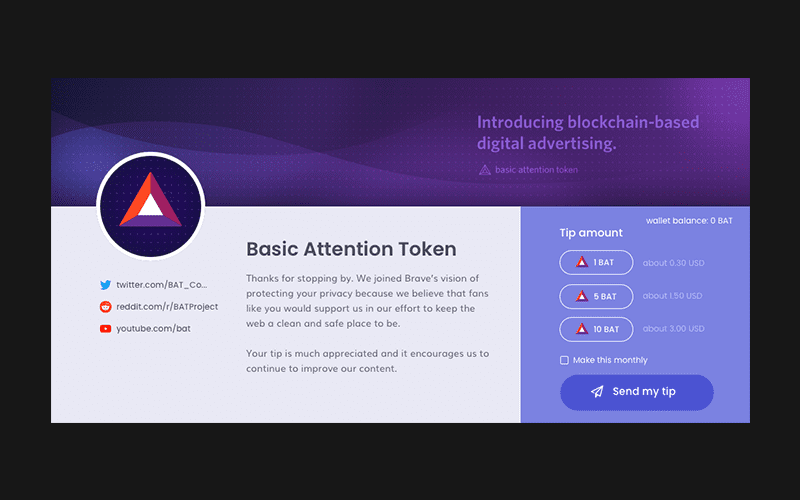 Introducing blockchain-based
digital advertising.
basic attention token
twitter.com/BAT_Co...
reddit.com/r/BATProject
youtube.com/bat
Basic Attention Token
Thanks for stopping by. We joined Brave's vision of
protecting your privacy because we believe that fans
like you would support us in our effort to keep the
web a clean and safe place to be.
Your tip is much appreciated and it encourages us to
continue to improve our content.
wallet balance: 0 BAT
Tip amount
1 BAT about 0.30 USD
5 BAT about 1.50 USD
10 BAT about 3.00 USD
Make this monthly
Send my tip